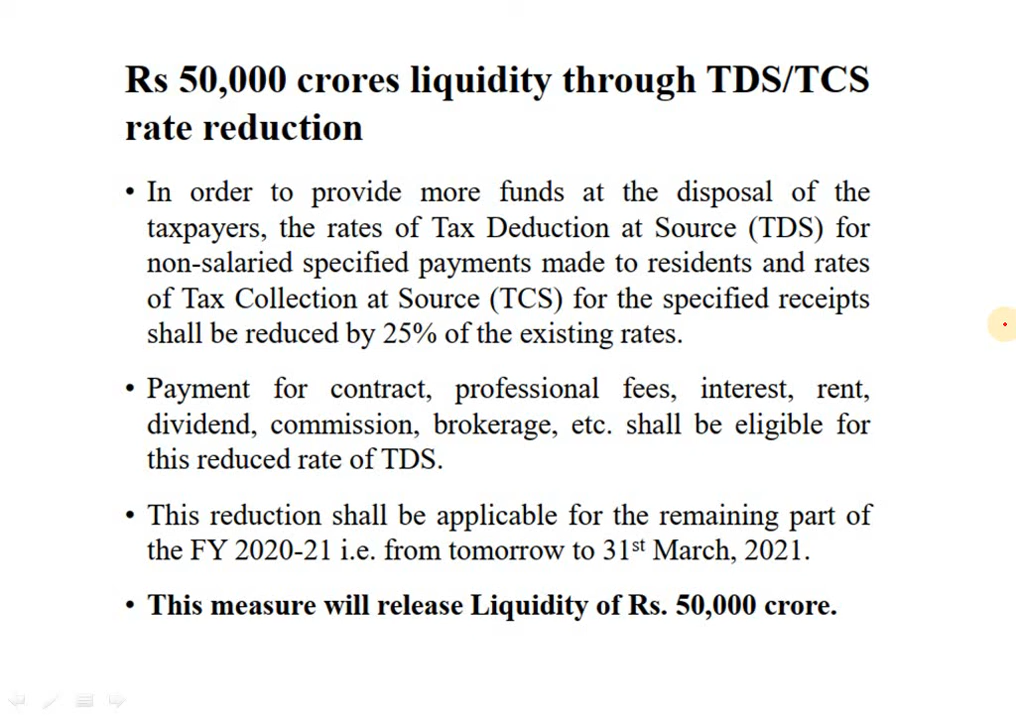 Rs 50,000 crores liquidity through TDS/TCS
rate reduction
• In order to provide more funds at the disposal of the
taxpayers, the rates of Tax Deduction at Source (TDS) for
non-salaried specified payments made to residents and rates
of Tax Collection at Source (TCS) for the specified receipts
shall be reduced by 25% of the existing rates.
• Payment for contract, professional fees, interest, rent,
dividend, commission, brokerage, etc. shall be eligible for
this reduced rate of TDS.
• This reduction shall be applicable for the remaining part of
the FY 2020-21 i.e. from tomorrow to 31st March, 2021.
• This measure will release Liquidity of Rs. 50,000 crore.